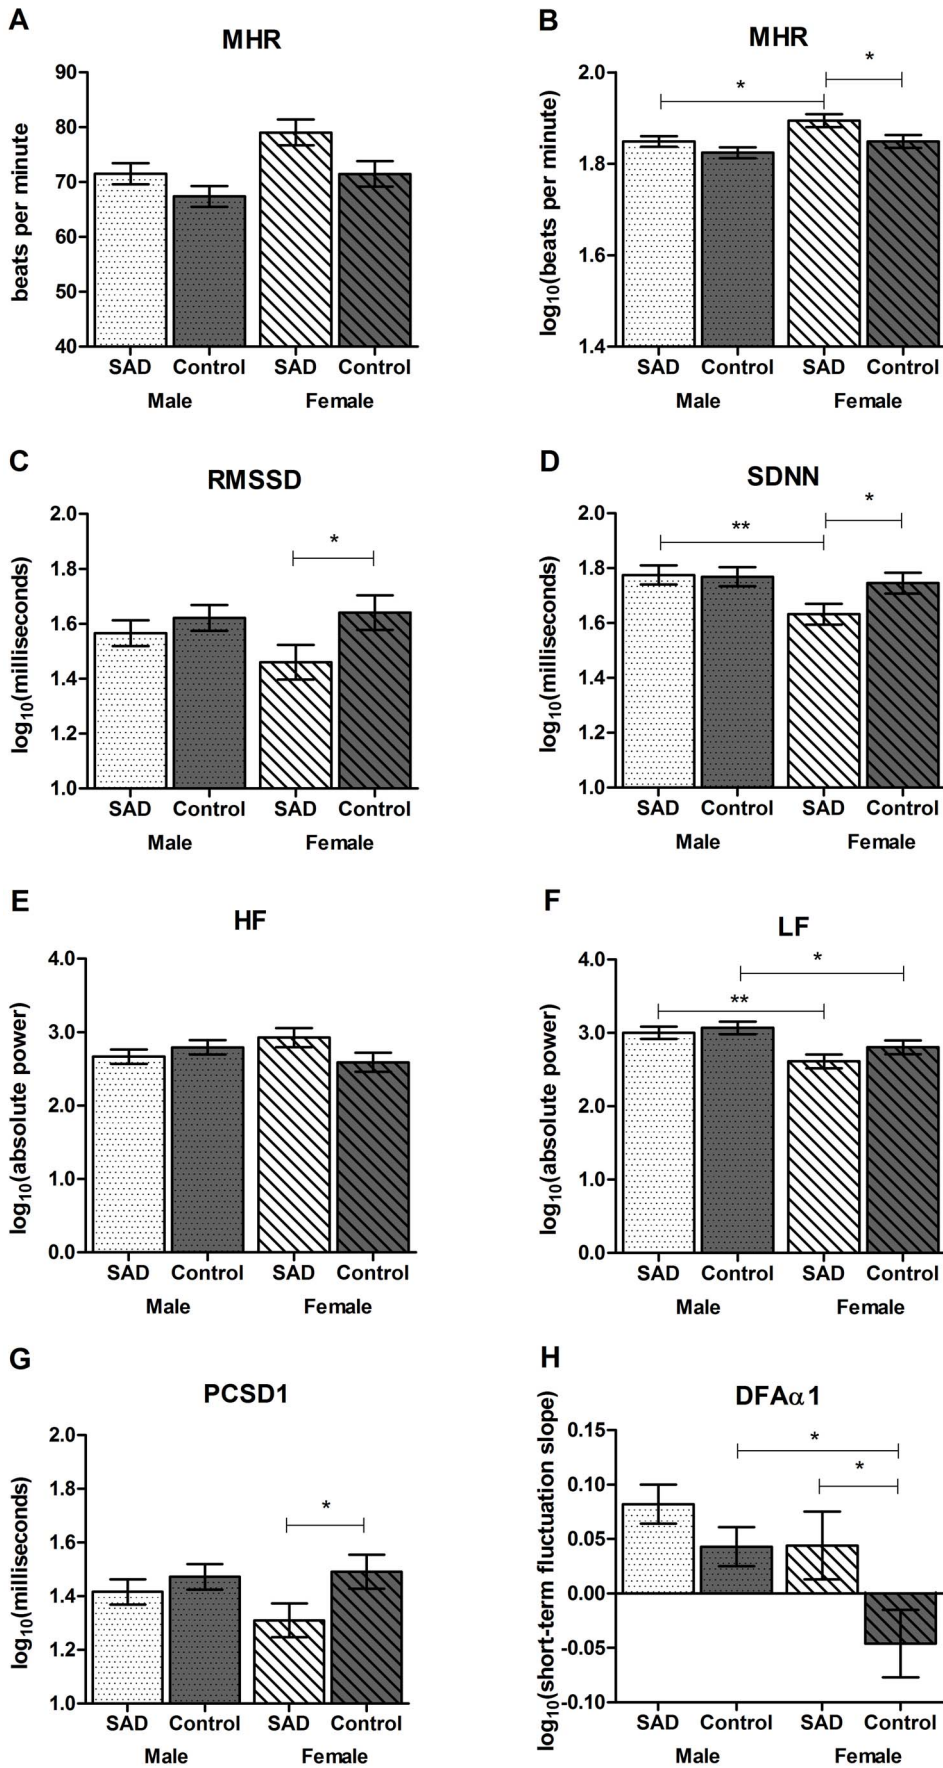 A
MHR
beats per minute
90
80
70
60
50
40
SAD Control SAD Control
Male Female
B
MHR
log10(beats per minute)
2.0
1.8
1.6
1.4
* *
SAD Control SAD Control
Male Female
C
RMSSD
log10(milliseconds)
2.0
1.8
1.6
1.4
1.2
1.0
*
SAD Control SAD Control
Male Female
D
SDNN
log10(milliseconds)
2.0
1.8
1.6
1.4
1.2
1.0
** *
SAD Control SAD Control
Male Female
E
HF
log10(absolute power)
4.0
3.0
2.0
1.0
0.0
SAD Control SAD Control
Male Female
F
LF
log10(absolute power)
4.0
3.0
2.0
1.0
0.0
*
**
SAD Control SAD Control
Male Female
G
PCSD1
log10(milliseconds)
2.0
1.8
1.6
1.4
1.2
1.0
*
SAD Control SAD Control
Male Female
H
DFAα1
log10(short-term fluctuation slope)
0.15
0.10
0.05
0.00
-0.05
-0.10
*
*
SAD Control SAD Control
Male Female